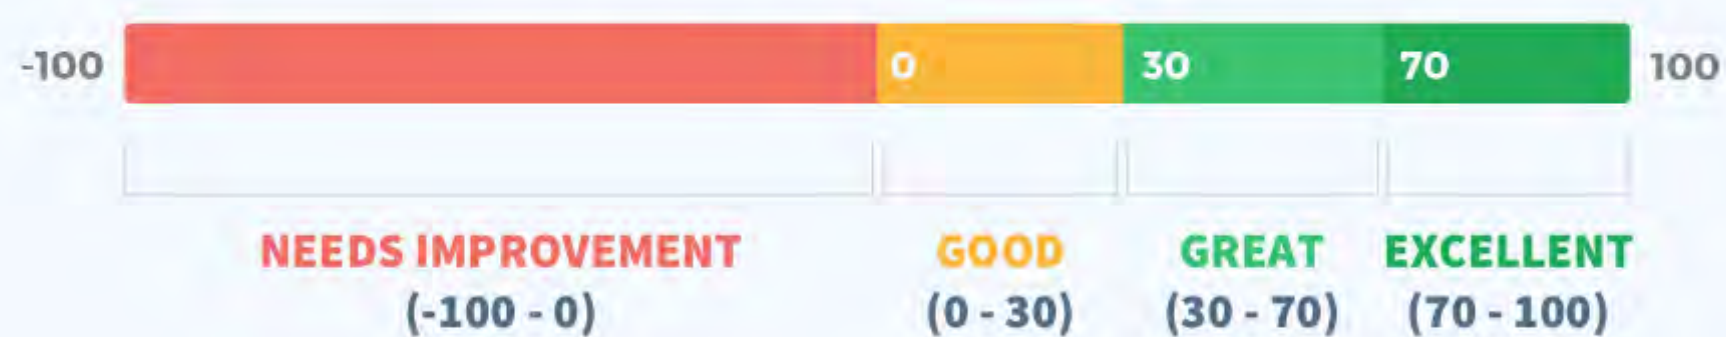 -100 0 30 70 100
NEEDS IMPROVEMENT GOOD GREAT EXCELLENT
(-100 - 0) (0 - 30) (30 - 70) (70 - 100)